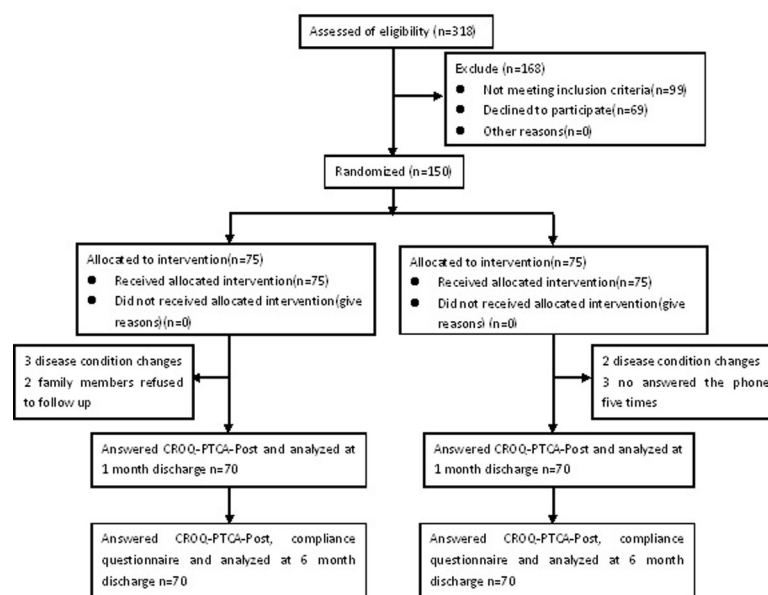 Assessed of eligibility (n=318)
Exclude (n=168)
● Not meeting inclusion criteria(n=99)
● Declined to participate(n=69)
● Other reasons(n=0)
Randomized (n=150)
Allocated to intervention(n=75)
● Received allocated intervention(n=75)
● Did not received allocated intervention(give
reasons)(n=0)
Allocated to intervention(n=75)
● Received allocated intervention(n=75)
● Did not received allocated intervention(give
reasons) (n=0)
3 disease condition changes
2 family members refused
to follow up
2 disease condition changes
3 no answered the phone
five times
Answered CROQ-PTCA-Post and analyzed at
1 month discharge n=70
Answered CROQ-PTCA-Post and analyzed at
1 month discharge n=70
Answered CROQ-PTCA-Post, compliance
questionnaire and analyzed at 6 month
discharge n=70
Answered CROQ-PTCA-Post, compliance
questionnaire and analyzed at 6 month
discharge n=70